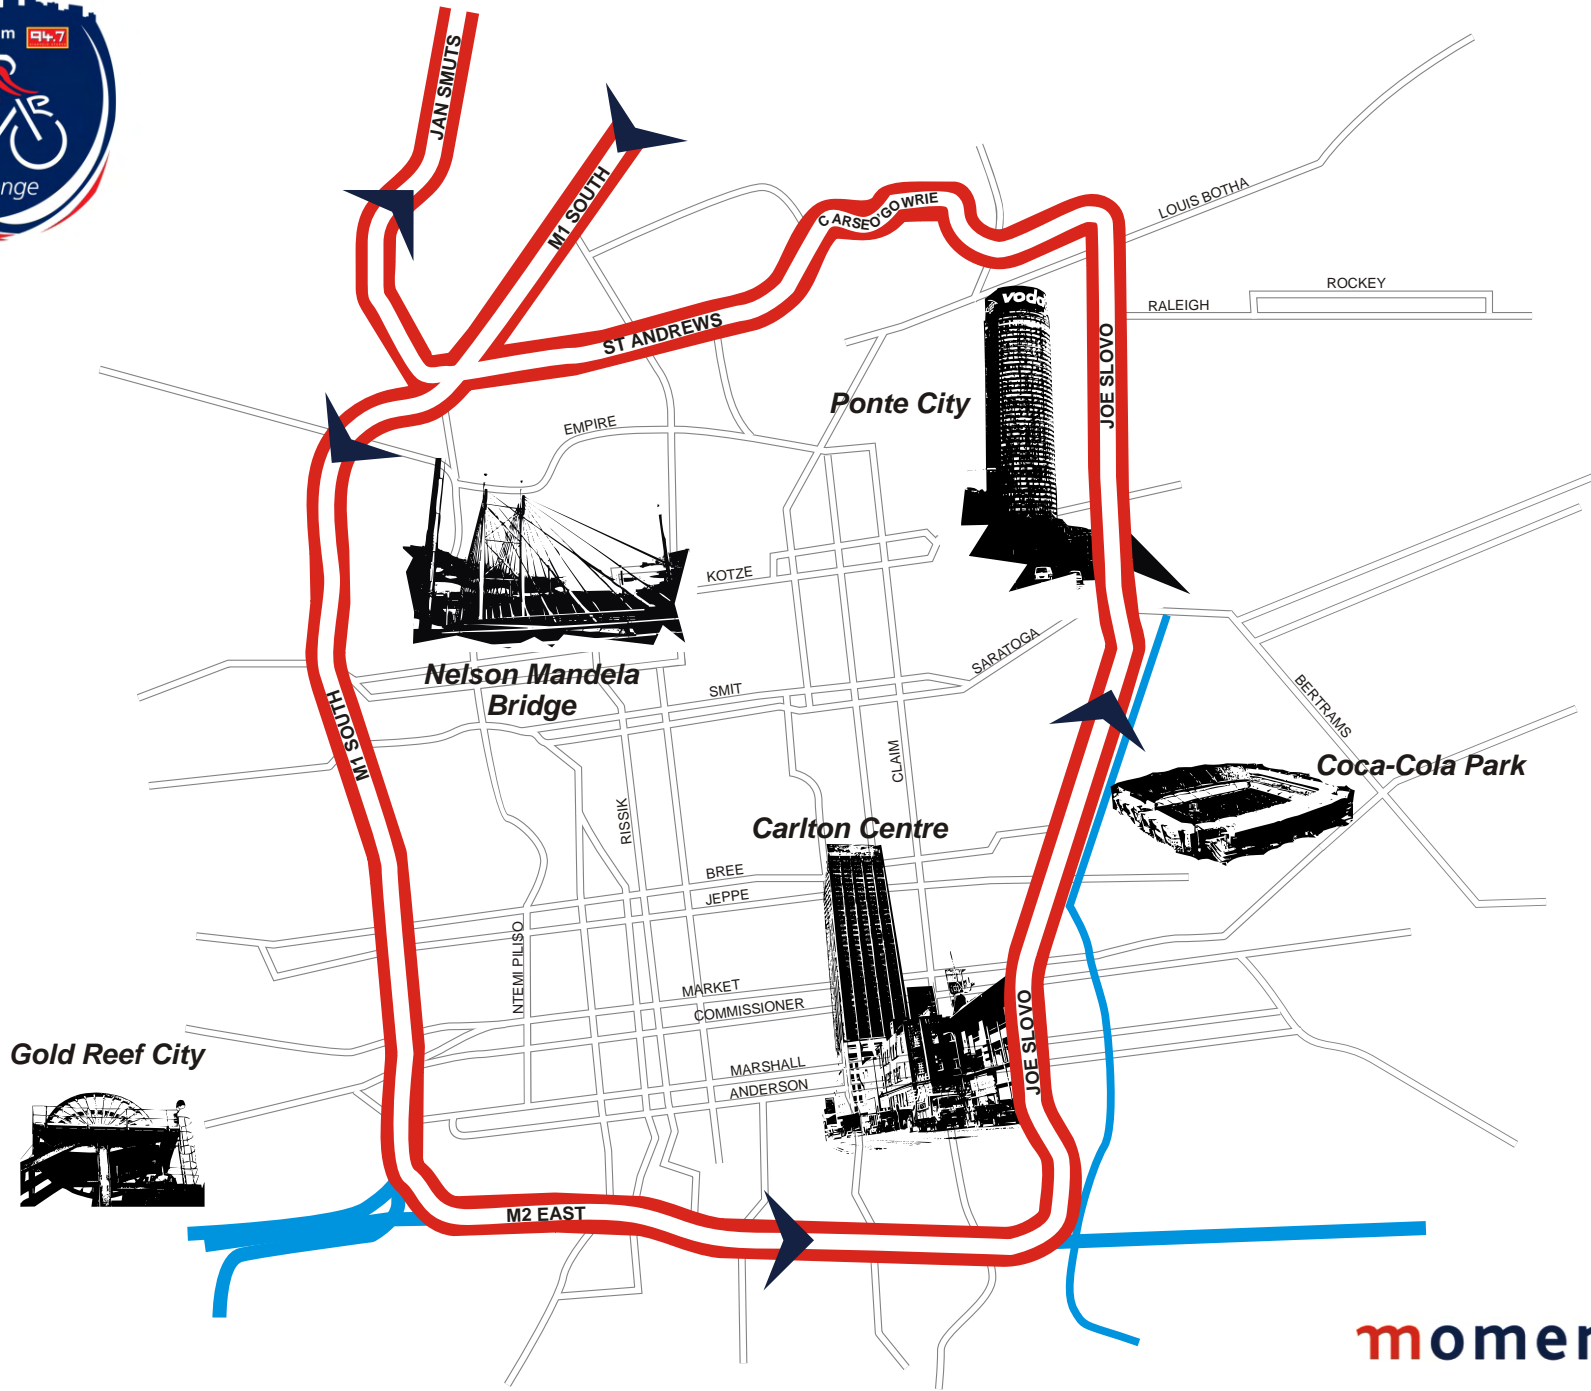 m 94.7
nge
JAN SMUTS
M1 SOUTH
CARSE O' GOWRIE
LOUIS BOTHA
ROCKEY
RALEIGH
ST ANDREWS
voda
JOE SLOVO
Ponte City
EMPIRE
KOTZE
SARATOGA
Nelson Mandela
Bridge
SMIT
BERTRAMS
M1 SOUTH
CLAIM
Coca-Cola Park
RISSIK
Carlton Centre
BREE
JEPPE
NTEMI PILISO
MARKET
COMMISSIONER
JOE SLOVO
Gold Reef City
MARSHALL
ANDERSON
M2 EAST
momen